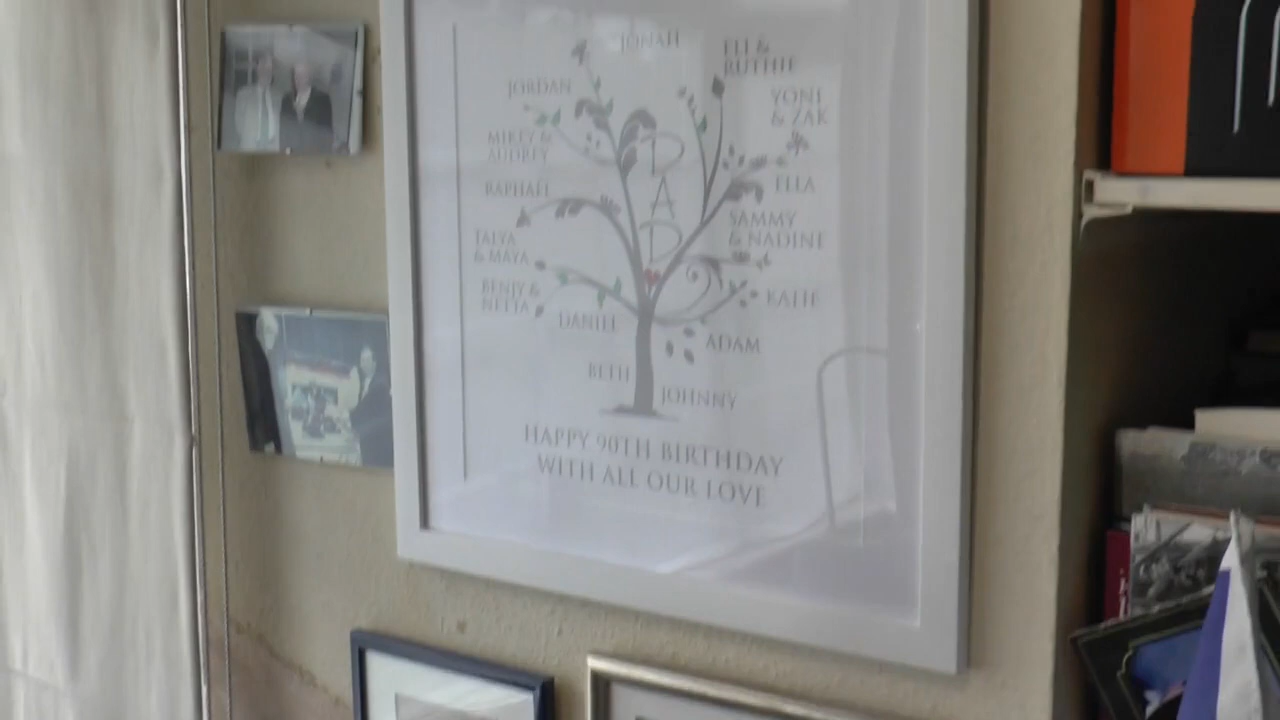 JONAH
ELI &
RUTHIE
JORDAN
YONI
& ZAK
MIKEY &
AUDREY
RAPHAEL
ELLA
SAMMY
& NADINE
TALYA
& MAYA
BENJY &
NETTA
KATIE
DANIEL
ADAM
BETH
JOHNNY
D
A
D
HAPPY 90TH BIRTHDAY
WITH ALL OUR LOVE